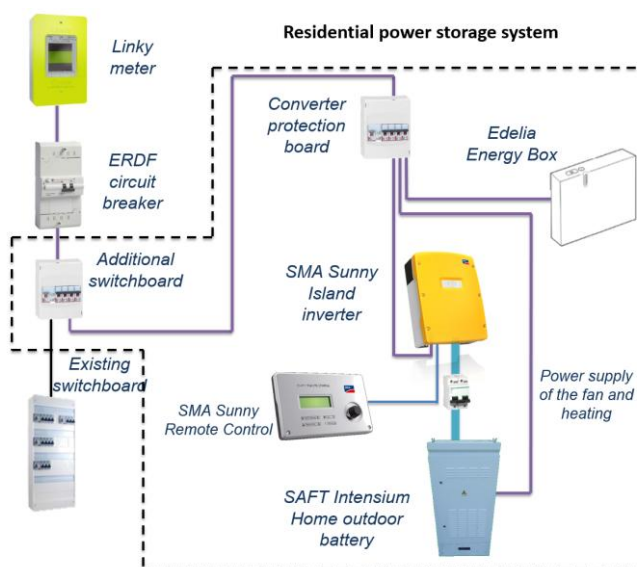 Residential power storage system
Linky
meter
ERDF
circuit
breaker
Additional
switchboard
Existing
switchboard
Converter
protection
board
Edelia
Energy Box
SMA Sunny
Island
inverter
SMA Sunny
Remote Control
Power supply
of the fan and
heating
SAFT Intensium
Home outdoor
battery